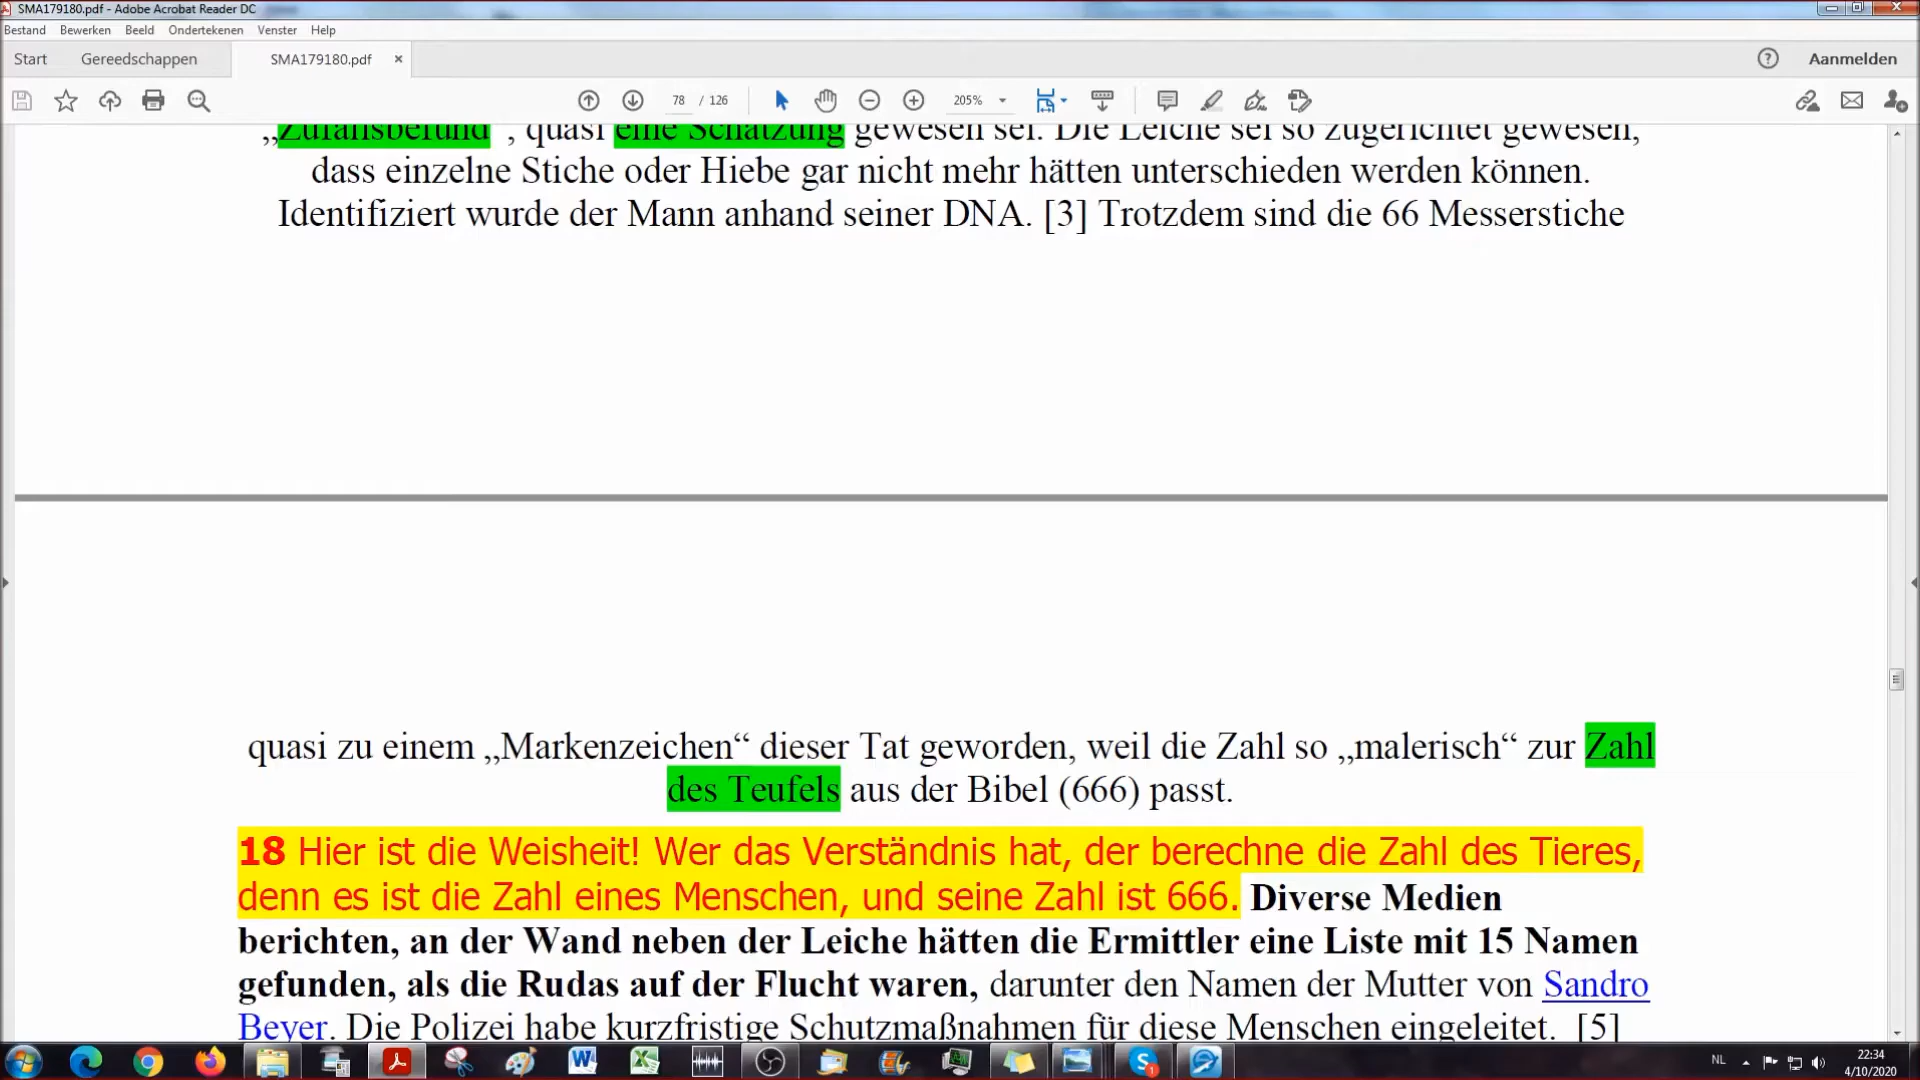 SMA179180.pdf - Adobe Acrobat Reader DC
Bestand Bewerken Beeld Ondertekenen Venster Help
Start Gereedschappen SMA179180.pdf × Aanmelden
78 / 126 205%
„Zufallsbefund“, quasi eine Schätzung gewesen sei. Die Leiche sei so zugerichtet gewesen,
dass einzelne Stiche oder Hiebe gar nicht mehr hätten unterschieden werden können.
Identifiziert wurde der Mann anhand seiner DNA. [3] Trotzdem sind die 66 Messerstiche
quasi zu einem „Markenzeichen“ dieser Tat geworden, weil die Zahl so „malerisch“ zur Zahl
des Teufels aus der Bibel (666) passt.
18 Hier ist die Weisheit! Wer das Verständnis hat, der berechne die Zahl des Tieres,
denn es ist die Zahl eines Menschen, und seine Zahl ist 666. Diverse Medien
berichten, an der Wand neben der Leiche hätten die Ermittler eine Liste mit 15 Namen
gefunden, als die Rudas auf der Flucht waren, darunter den Namen der Mutter von Sandro
Beyer. Die Polizei habe kurzfristige Schutzmaßnahmen für diese Menschen eingeleitet. [5]
NL 22:34
4/10/2020